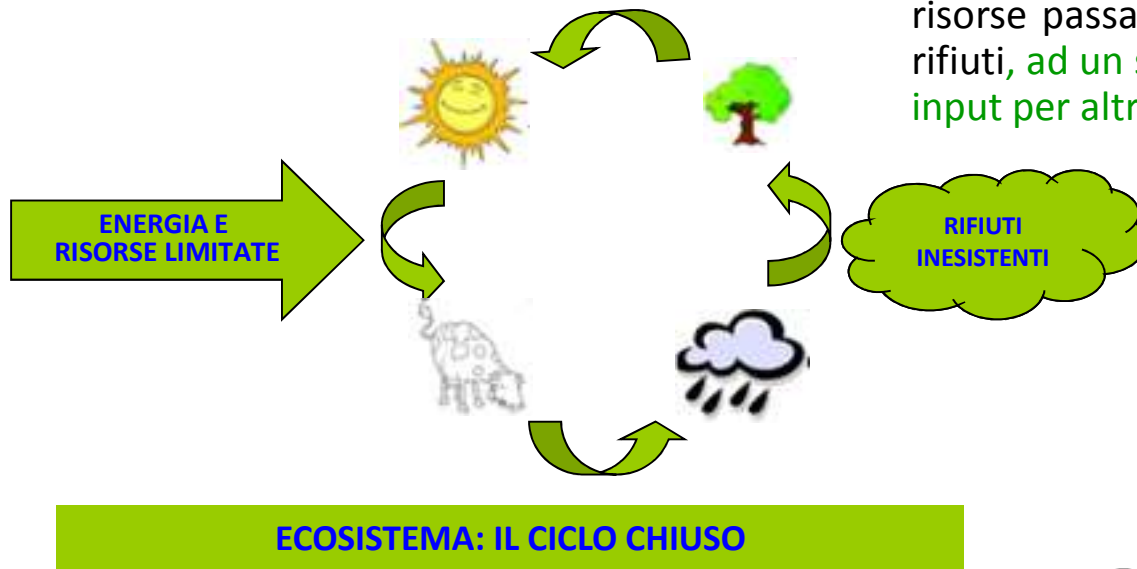 risorse passa
rifiuti, ad un s
input per altr
ENERGIA E
RISORSE LIMITATE
RIFIUTI
INESISTENTI
ECOSISTEMA: IL CICLO CHIUSO